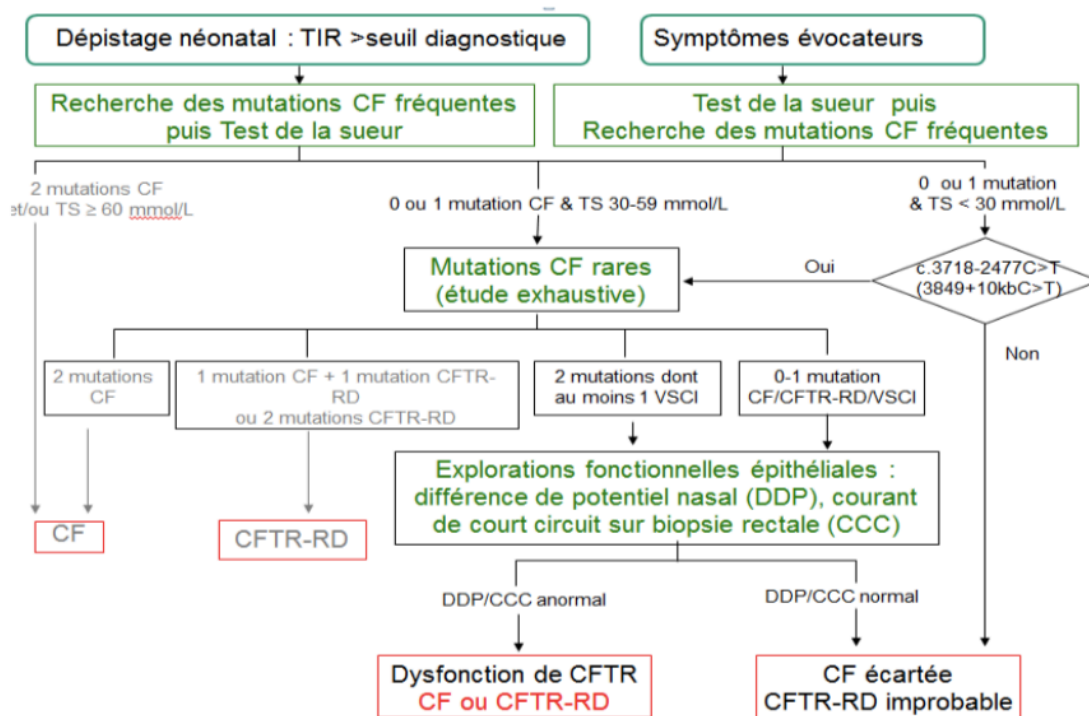 Dépistage néonatal : TIR >seuil diagnostique
Symptômes évocateurs
Recherche des mutations CF fréquentes
puis Test de la sueur
Test de la sueur puis
Recherche des mutations CF fréquentes
2 mutations CF
et/ou TS ≥ 60 mmol/L
0 ou 1 mutation CF & TS 30-59 mmol/L
0 ou 1 mutation
& TS < 30 mmol/L
Mutations CF rares
(étude exhaustive)
Oui
c.3718-2477C>T
(3849+10kbC>T)
Non
2 mutations
CF
1 mutation CF + 1 mutation CFTR-
RD
ou 2 mutations CFTR-RD
2 mutations dont
au moins 1 VSCI
0-1 mutation
CF/CFTR-RD/VSCI
Explorations fonctionnelles épithéliales :
différence de potentiel nasal (DDP), courant
de court circuit sur biopsie rectale (CCC)
CF
CFTR-RD
DDP/CCC anormal
DDP/CCC normal
Dysfonction de CFTR
CF ou CFTR-RD
CF écartée
CFTR-RD improbable